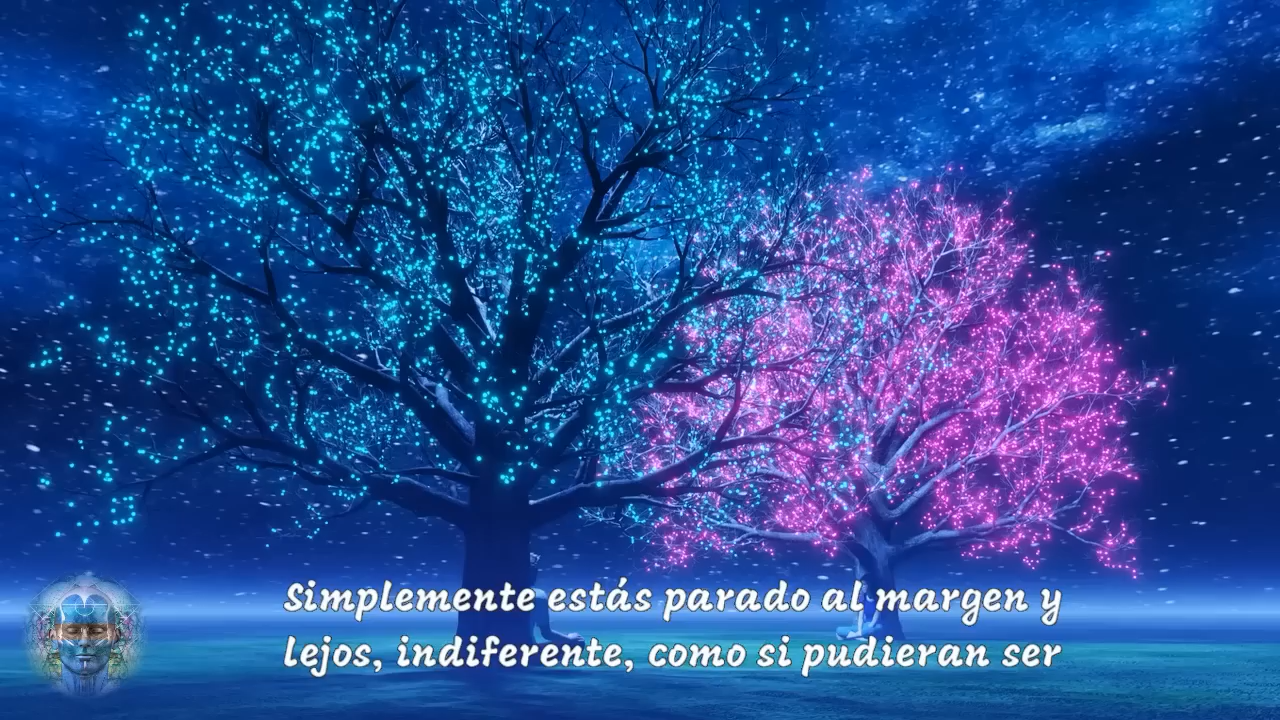 Simplemente estás parado al margen y
lejos, indiferente, como si pudieran ser